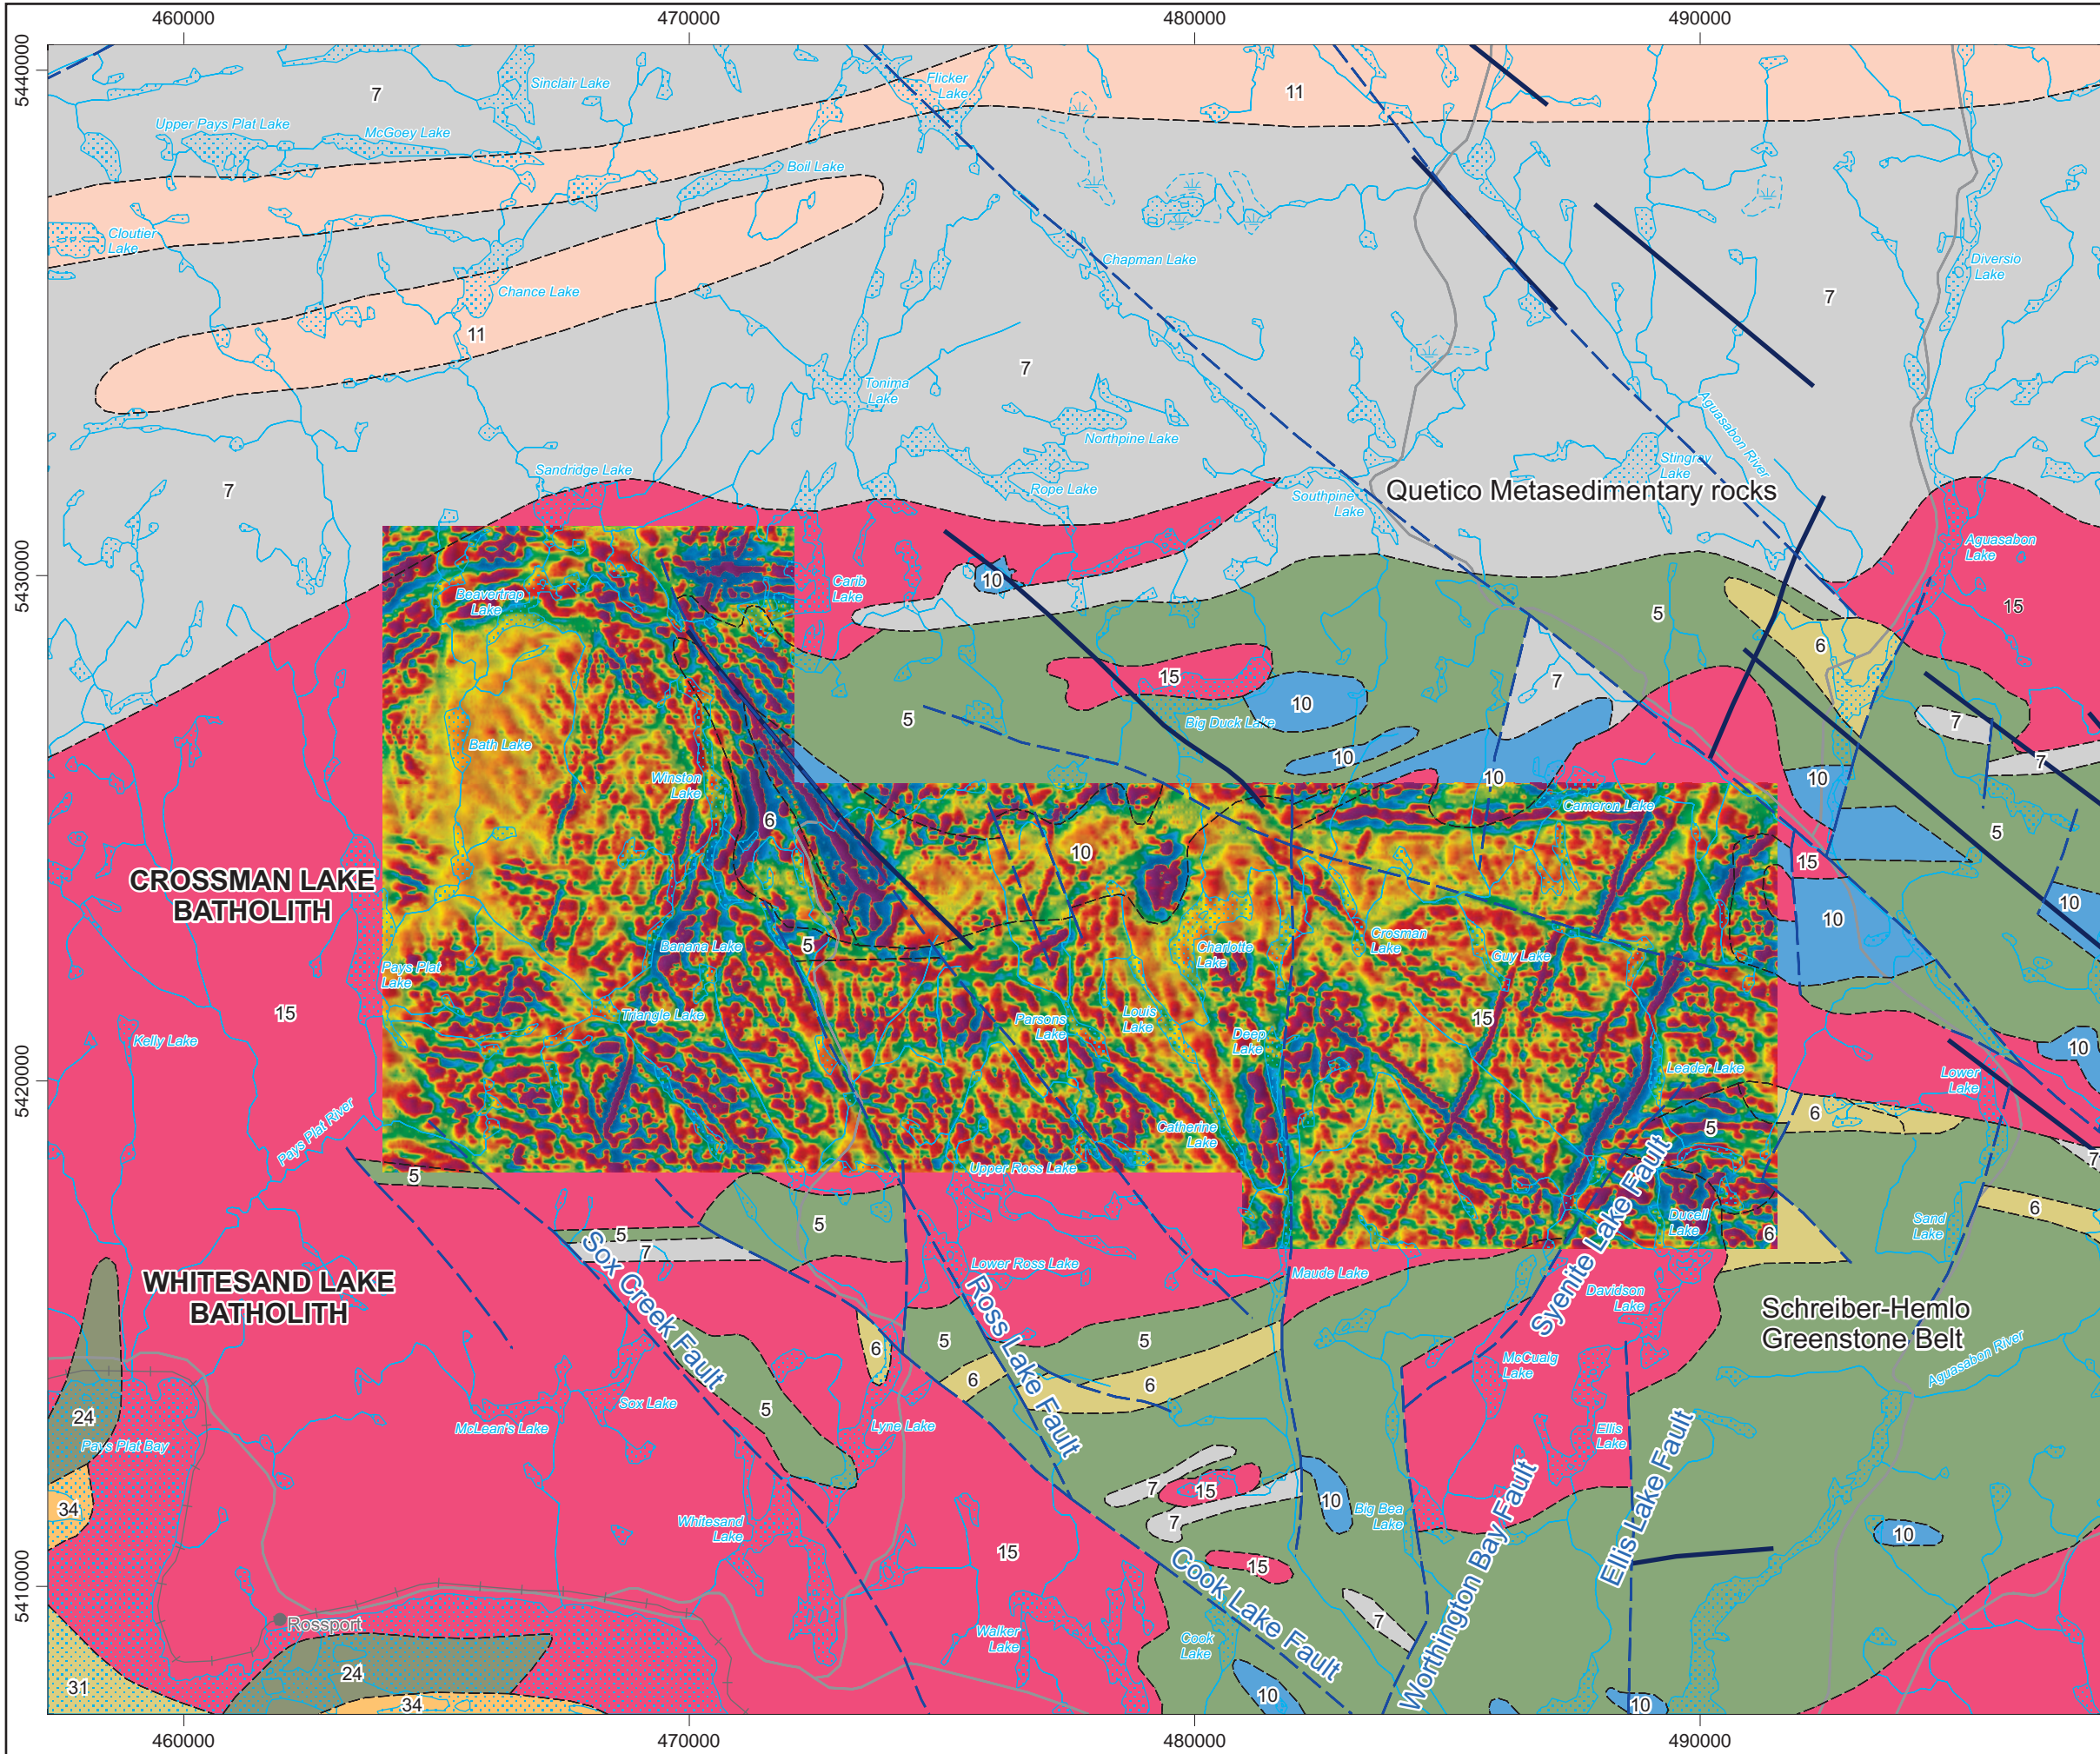 460000
470000
480000
490000
5440000
7
Sinclair Lake
Flicker
Lake
11
Upper Pays Plat Lake
McGoey Lake
Boil Lake
Cloutier
Lake
Chapman Lake
Diversio
Lake
Chance Lake
7
11
7
Tonima
Lake
Aguasabon River
Northpine Lake
Stingray
Lake
Sandridge Lake
7
Rope Lake
Southpine
Lake
Quetico Metasedimentary rocks
5430000
Aguasabon
Lake
Beavertrap
Lake
Carib
Lake
10
15
5
6
15
7
10
5
Big Duck Lake
7
Bath Lake
10
7
Winston
Lake
10
10
Cameron Lake
6
5
10
15
CROSSMAN LAKE
BATHOLITH
10
10
Banana Lake
5
Charlotte
Lake
Crosman
Lake
Guy Lake
Pays Plat
Lake
15
Triangle Lake
Parsons
Lake
Louis
Lake
15
Kelly Lake
Deep
Lake
10
5420000
Leader Lake
Lower
Lake
Pays Plat River
Catherine
Lake
6
5
7
Upper Ross Lake
5
5
5
7
Ducell
Lake
6
Sand
Lake
6
Sox Creek Fault
Lower Ross Lake
Maude Lake
Syenite Lake Fault
WHITESAND LAKE
BATHOLITH
Ross Lake Fault
Davidson
Lake
Schreiber-Hemlo
Greenstone Belt
6
5
5
Aguasabon River
McCuaig
Lake
6
6
24
Sox Lake
5
Lyne Lake
Ellis
Lake
McLean's Lake
Pays Plat Bay
7
15
34
10
Big Bea
Lake
Whitesand
Lake
7
10
15
Worthington Bay Fault
Ellis Lake Fault
5410000
Cook Lake Fault
15
Rossport
7
Walker
Lake
Cook
Lake
24
31
34
10
10
460000
470000
480000
490000